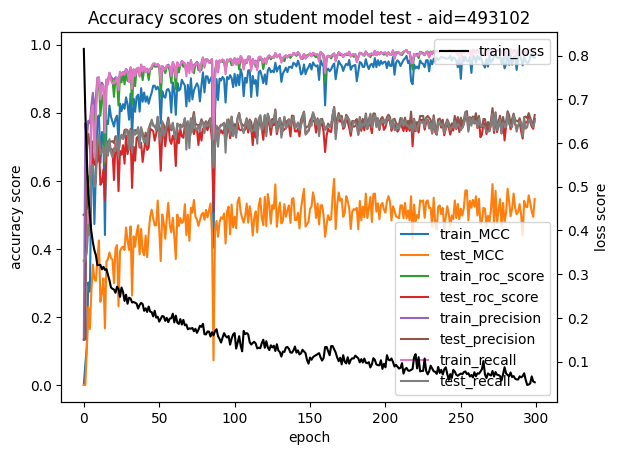 Accuracy scores on student model test - aid=493102
accuracy score
1.0
0.8
0.6
0.4
0.2
0.0
train_loss
train_MCC
test_MCC
train_roc_score
test_roc_score
train_precision
test_precision
train_recall
test_recall
0.8
0.7
0.6
0.5
0.4
0.3
0.2
0.1
loss score
0
50
100
150
200
250
300
epoch